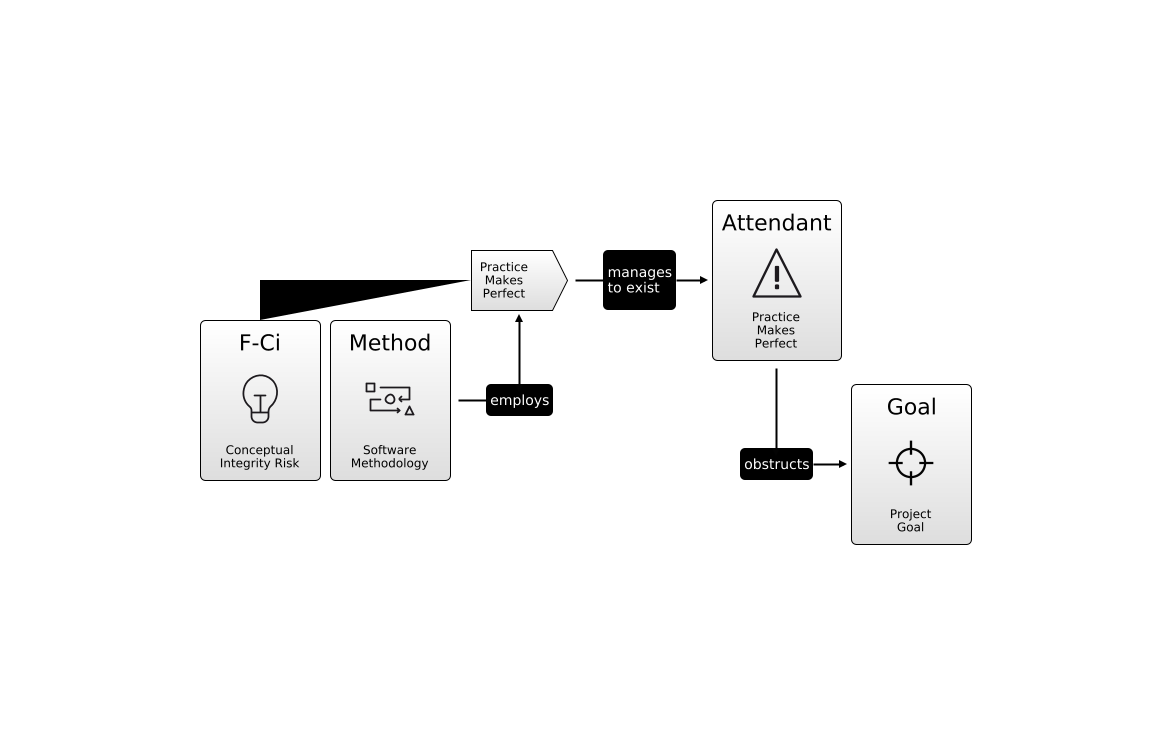 Practice
Makes
Perfect
manages
to exist
Attendant
Practice
Makes
Perfect
F-Ci
Conceptual
Integrity Risk
Method
Software
Methodology
employs
obstructs
Goal
Project
Goal